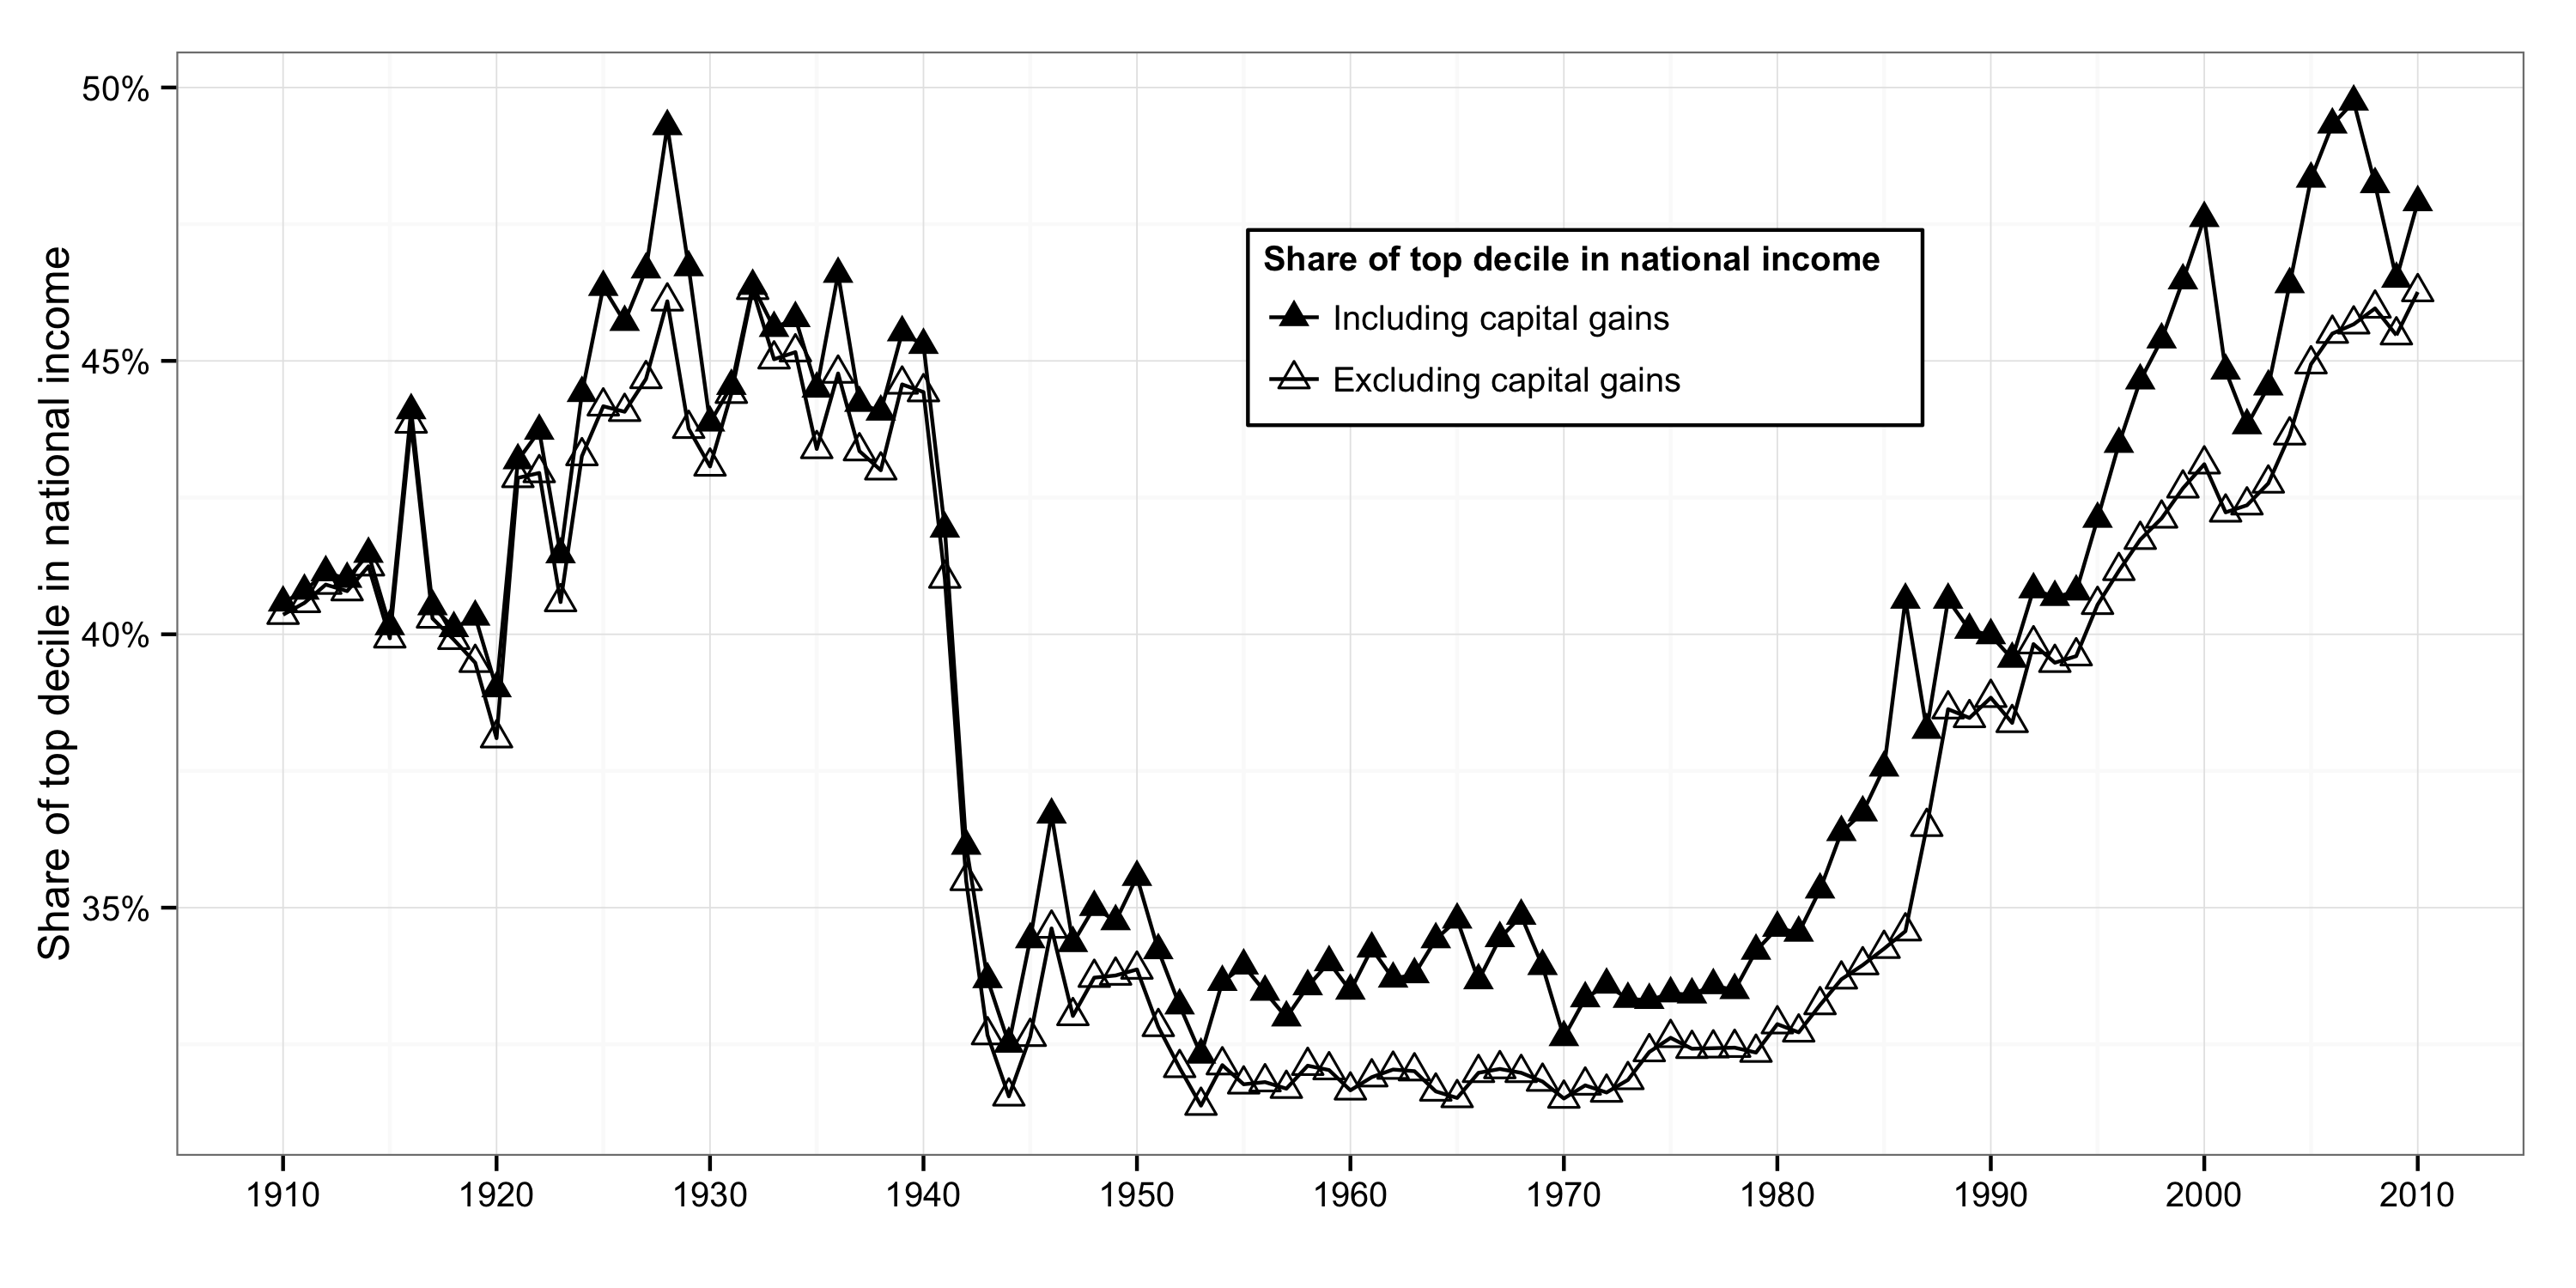 Share of top decile in national income
50%
45%
40%
35%
Share of top decile in national income
Including capital gains
Excluding capital gains
1910 1920 1930 1940 1950 1960 1970 1980 1990 2000 2010